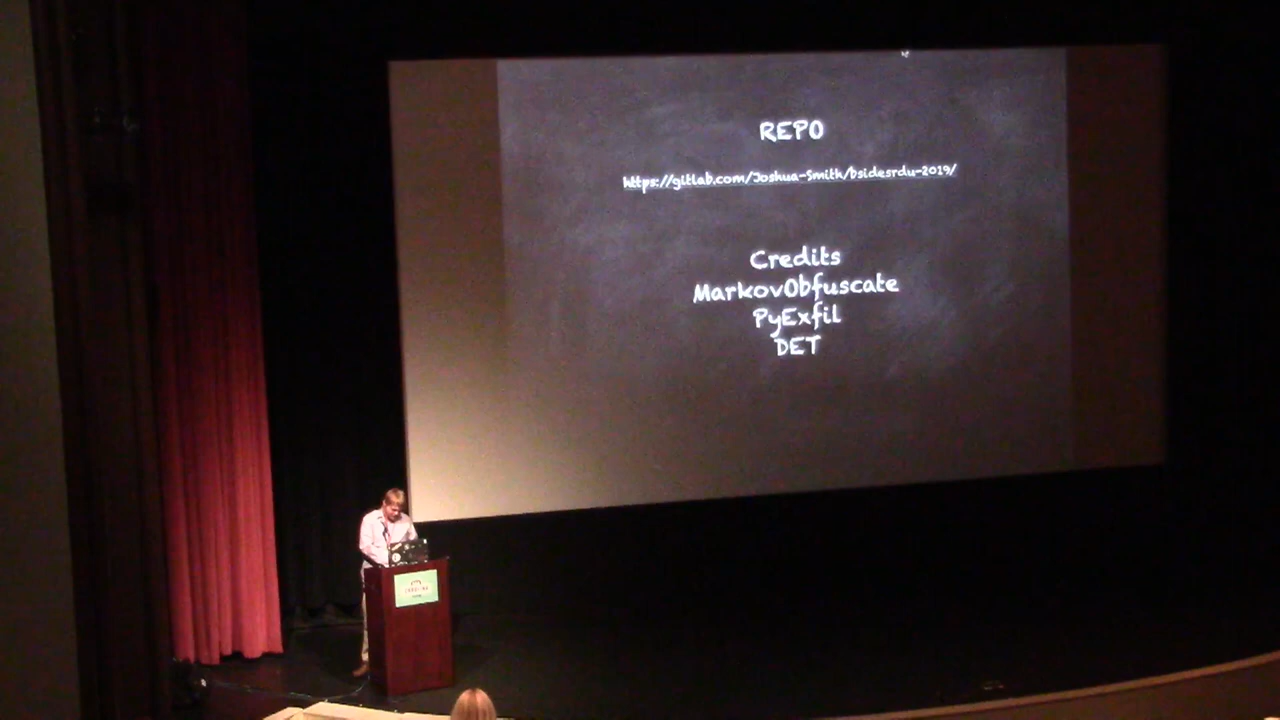 REPO
https://gitlab.com/Joshua-Smith/bsidesrdu-2019/
Credits
MarkovObfuscate
PyExfil
DET